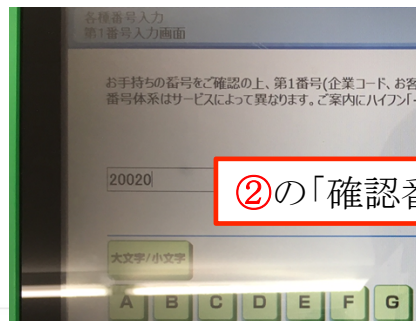 各種番号入力
第1番号入力画面
お手持ちの番号をご確認の上、第1番号(企業コード、お客
番号体系はサービスによって異なります。ご案内にハイフン「-
20020
②の「確認番
大文字/小文字
A B C D E F G